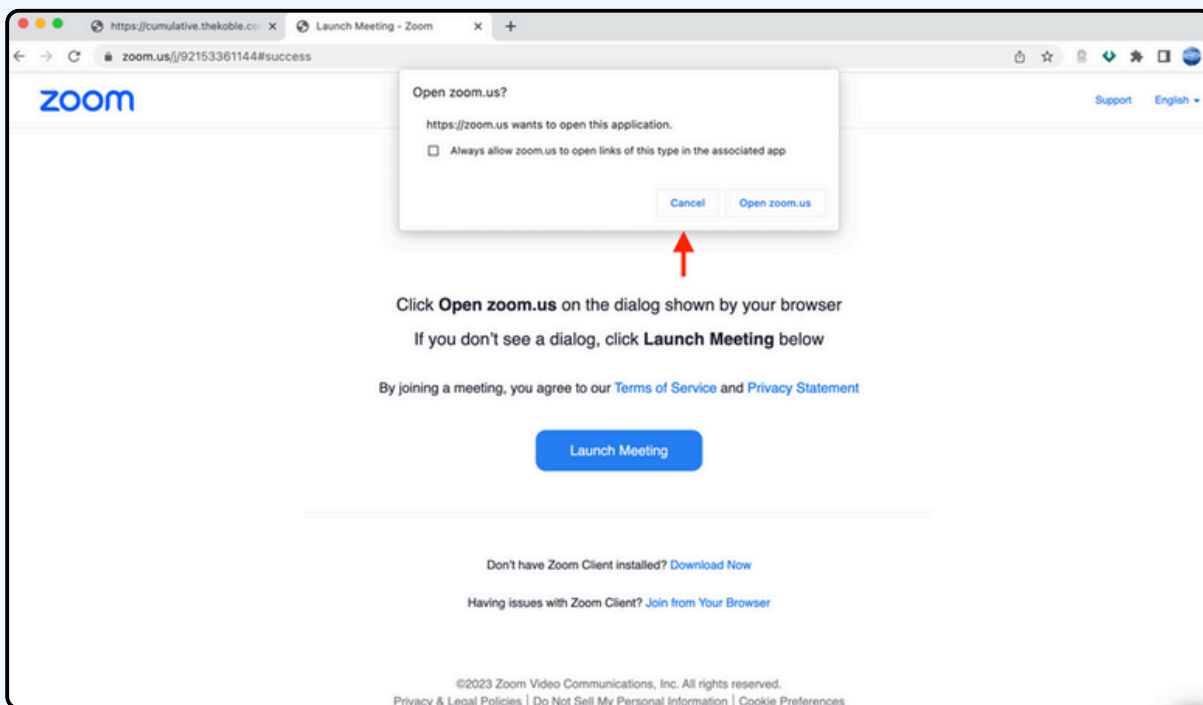 https://cumulative.thekoble.co
Launch Meeting - Zoom
zoom.us/j/92153361144#success
zoom
Support English
Open zoom.us?
https://zoom.us wants to open this application.
Always allow zoom.us to open links of this type in the associated app
Cancel Open zoom.us
Click Open zoom.us on the dialog shown by your browser
If you don't see a dialog, click Launch Meeting below
By joining a meeting, you agree to our Terms of Service and Privacy Statement
Launch Meeting
Don't have Zoom Client installed? Download Now
Having issues with Zoom Client? Join from Your Browser
©2023 Zoom Video Communications, Inc. All rights reserved.
Privacy & Legal Policies | Do Not Sell My Personal Information | Cookie Preferences